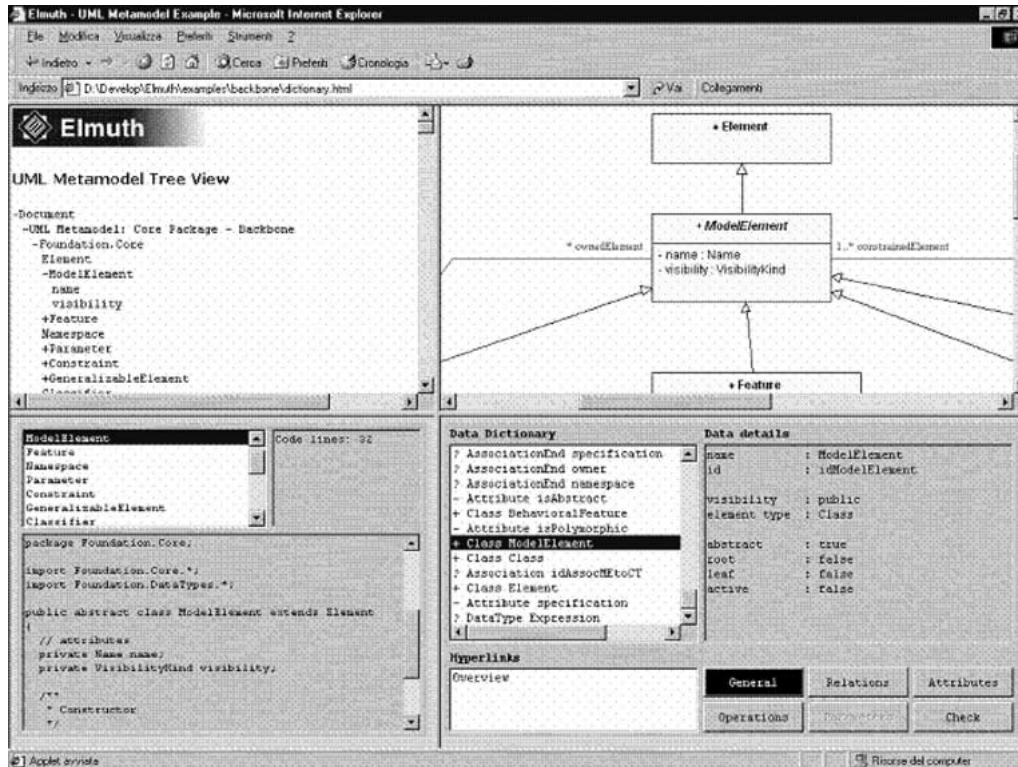 Elmuth - UML Metamodel Example - Microsoft Internet Explorer
File Modifica Visualizza Preferiti Strumenti ?
Indietro Cerca Preferiti Cronologia
Indirizzo D:\Develop\Elmuth\examples\backbone\dictionary.html Vai Collegamenti
Elmuth
UML Metamodel Tree View
-Document
-UML Metamodel: Core Package - Backbone
-Foundation.Core
Element
-ModelElement
name
visibility
+Feature
Namespace
+Parameter
+Constraint
+GeneralizableElement
Classifier
+ Element
+ ModelElement
- name : Name
- visibility : VisibilityKind
* ownedElement
1..* constrainedElement
+ Feature
ModelElement
Feature
Namespace
Parameter
Constraint
GeneralizableElement
Classifier
Code lines: 32
package Foundation.Core;
import Foundation.Core.*;
import Foundation.DataTypes.*;
public abstract class ModelElement extends Element
{
// attributes
private Name name;
private VisibilityKind visibility;
/**
* Constructor
*/
Data Dictionary
? AssociationEnd specification
? AssociationEnd owner
? AssociationEnd namespace
- Attribute isAbstract
+ Class BehavioralFeature
- Attribute isPolymorphic
+ Class ModelElement
+ Class Class
? Association idAssocMEtoCT
+ Class Element
- Attribute specification
? DataType Expression
Data details
name : ModelElement
id : idModelElement
visibility : public
element type : Class
abstract : true
root : false
leaf : false
active : false
Hyperlinks
Overview
General Relations Attributes
Operations Parameters Check
Applet avviata
Risorse del computer